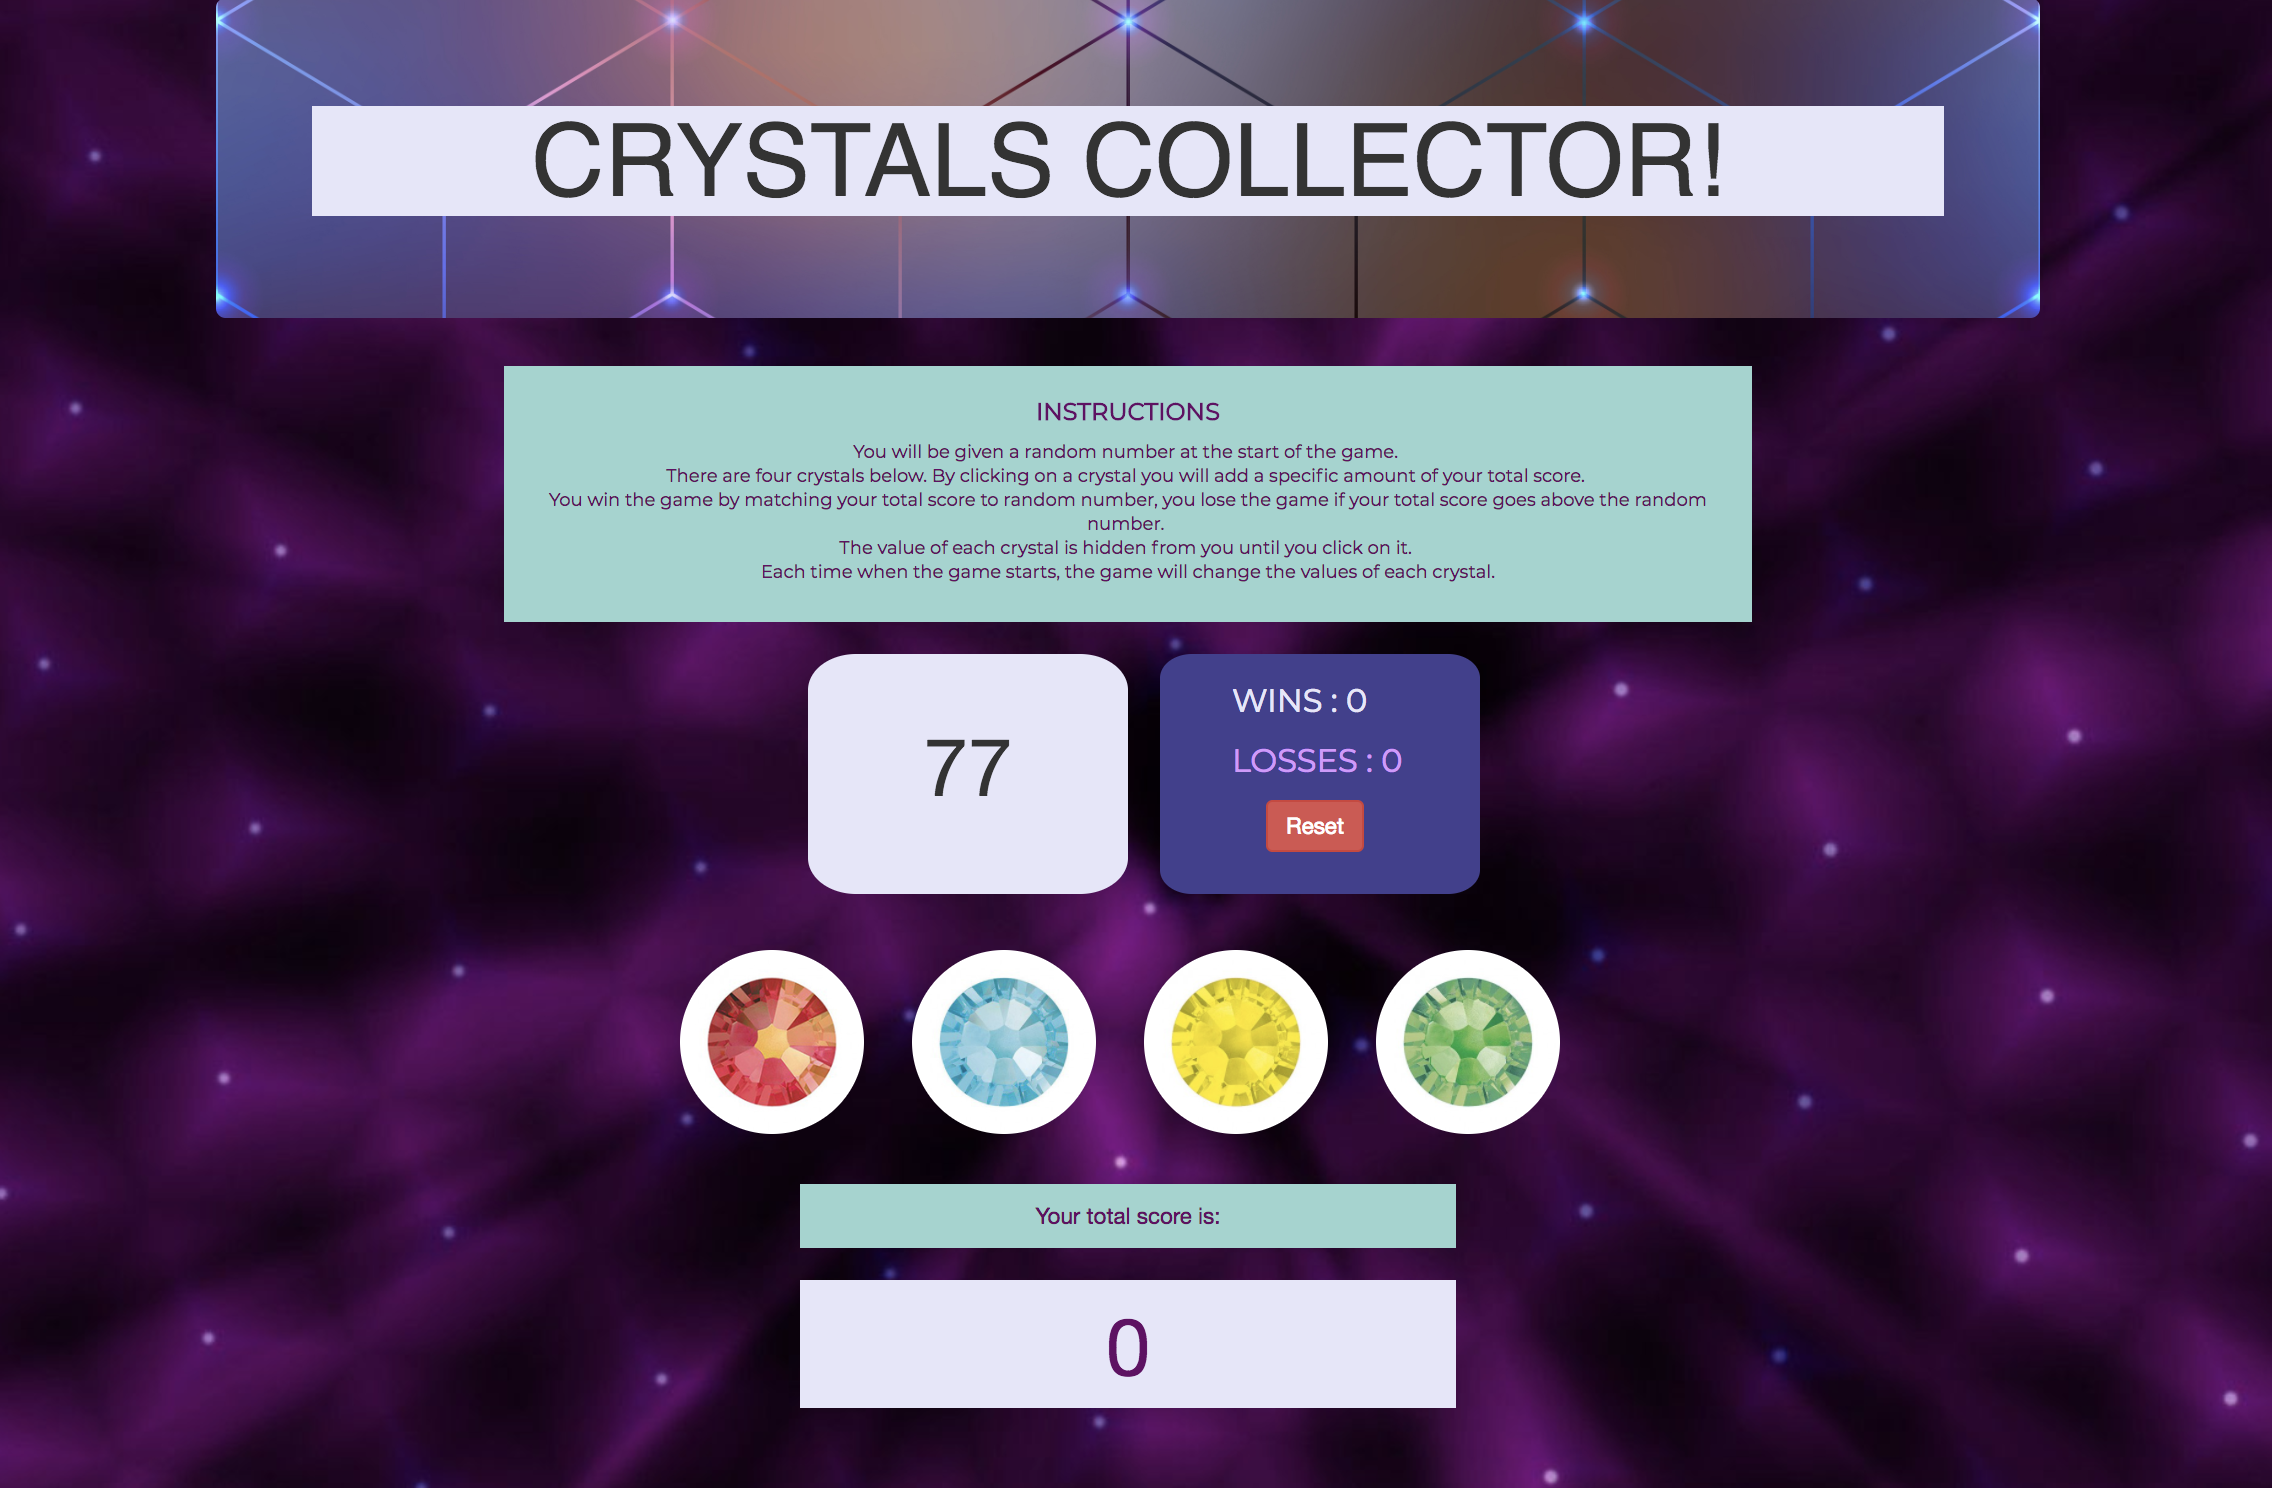 CRYSTALS COLLECTOR!
INSTRUCTIONS
You will be given a random number at the start of the game.
There are four crystals below. By clicking on a crystal you will add a specific amount of your total score.
You win the game by matching your total score to random number, you lose the game if your total score goes above the random
number.
The value of each crystal is hidden from you until you click on it.
Each time when the game starts, the game will change the values of each crystal.
77
WINS : 0
LOSSES : 0
Reset
Your total score is:
0